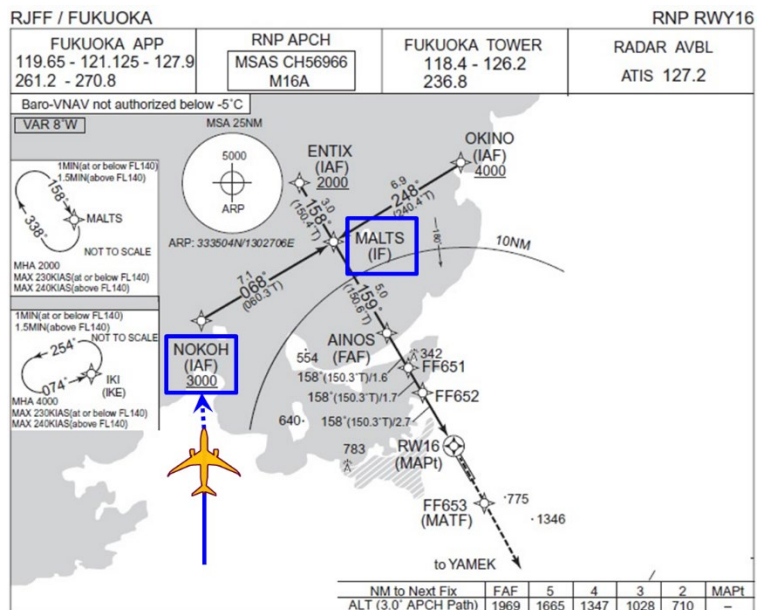 RJFF / FUKUOKA
RNP RWY16
FUKUOKA APP
119.65 - 121.125 - 127.9
261.2 - 270.8
RNP APCH
MSAS CH56966
M16A
FUKUOKA TOWER
118.4 - 126.2
236.8
RADAR AVBL
ATIS 127.2
Baro-VNAV not authorized below -5°C
VAR 8°W
MSA 25NM
5000
ARP
ARP: 333504N/1302706E
1MIN(at or below FL140)
1.5MIN(above FL140)
158°
338°
MALTS
NOT TO SCALE
MHA 2000
MAX 230KIAS(at or below FL140)
MAX 240KIAS(above FL140)
1MIN(at or below FL140)
1.5MIN(above FL140)
NOT TO SCALE
254°
074°
IKI
(IKE)
MHA 4000
MAX 230KIAS(at or below FL140)
MAX 240KIAS(above FL140)
ENTIX
(IAF)
2000
OKINO
(IAF)
4000
3.0
158°
(150.4°T)
6.9
248°
(240.4°T)
MALTS
(IF)
180°
10NM
7.1
068°
(060.3°T)
5.0
159°
(150.6°T)
NOKOH
(IAF)
3000
AINOS
(FAF)
554
342
FF651
158°(150.3°T)/1.6
158°(150.3°T)/1.7
FF652
640
158°(150.3°T)/2.7
783
RW16
(MAPt)
FF653
(MATF)
775
1346
to YAMEK
NM to Next Fix FAF 5 4 3 2 MAPt
ALT (3.0° APCH Path) 1969 1665 1347 1028 710 –